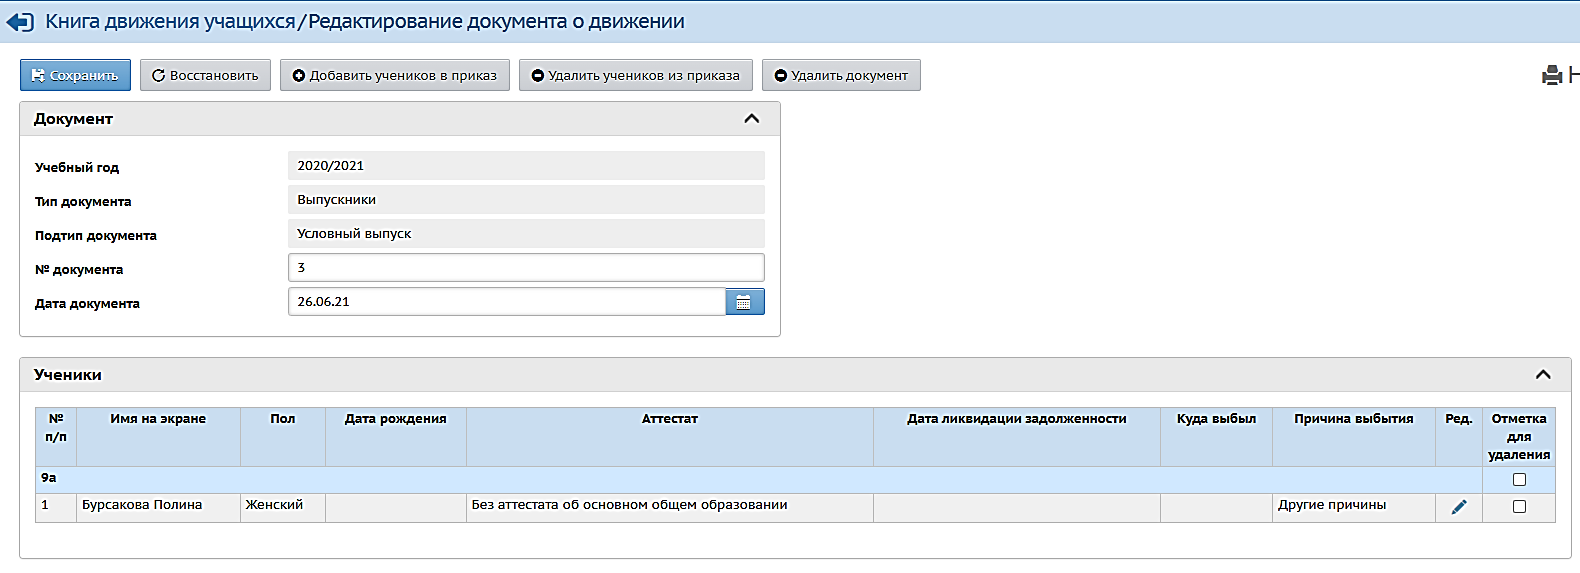 Книга движения учащихся/Редактирование документа о движении
Сохранить Восстановить Добавить учеников в приказ Удалить учеников из приказа Удалить документ Н
Документ
Учебный год 2020/2021
Тип документа Выпускники
Подтип документа Условный выпуск
№ документа 3
Дата документа 26.06.21
Ученики
№ п/п Имя на экране Пол Дата рождения Аттестат Дата ликвидации задолженности Куда выбыл Причина выбытия Ред. Отметка для удаления
9а
1 Бурсакова Полина Женский Без аттестата об основном общем образовании Другие причины